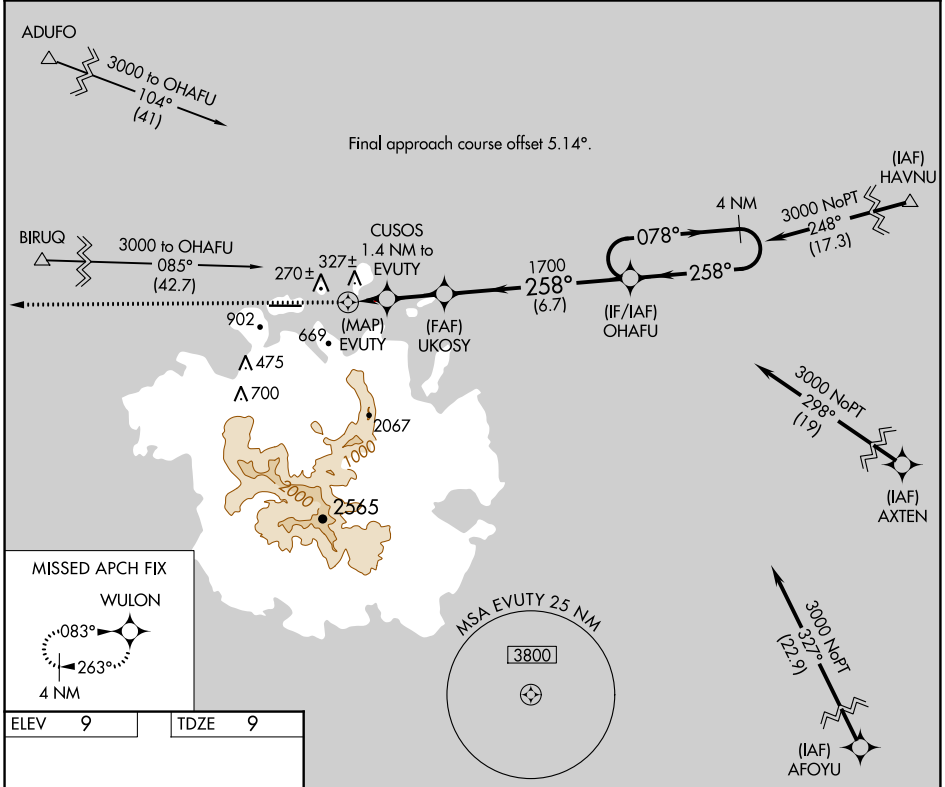 ADUFO
3000 to OHAFU
104°
(41)
Final approach course offset 5.14°.
(IAF)
HAVNU
3000 NoPT
248°
(17.3)
4 NM
078°
258°
BIRUQ
3000 to OHAFU
085°
(42.7)
CUSOS
1.4 NM to
EVUTY
270±
327±
1700
258°
(6.7)
(IF/IAF)
OHAFU
(MAP)
EVUTY
(FAF)
UKOSY
902
669
475
700
2067
1000
2000
2565
3000 NoPT
298°
(19)
(IAF)
AXTEN
MISSED APCH FIX
WULON
083°
263°
4 NM
MSA EVUTY 25 NM
3800
3000 NoPT
327°
(22.9)
(IAF)
AFOYU
ELEV 9
TDZE 9